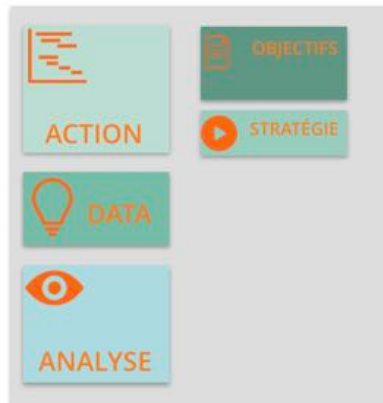 ACTION
DATA
ANALYSE
OBJECTIFS
STRATÉGIE